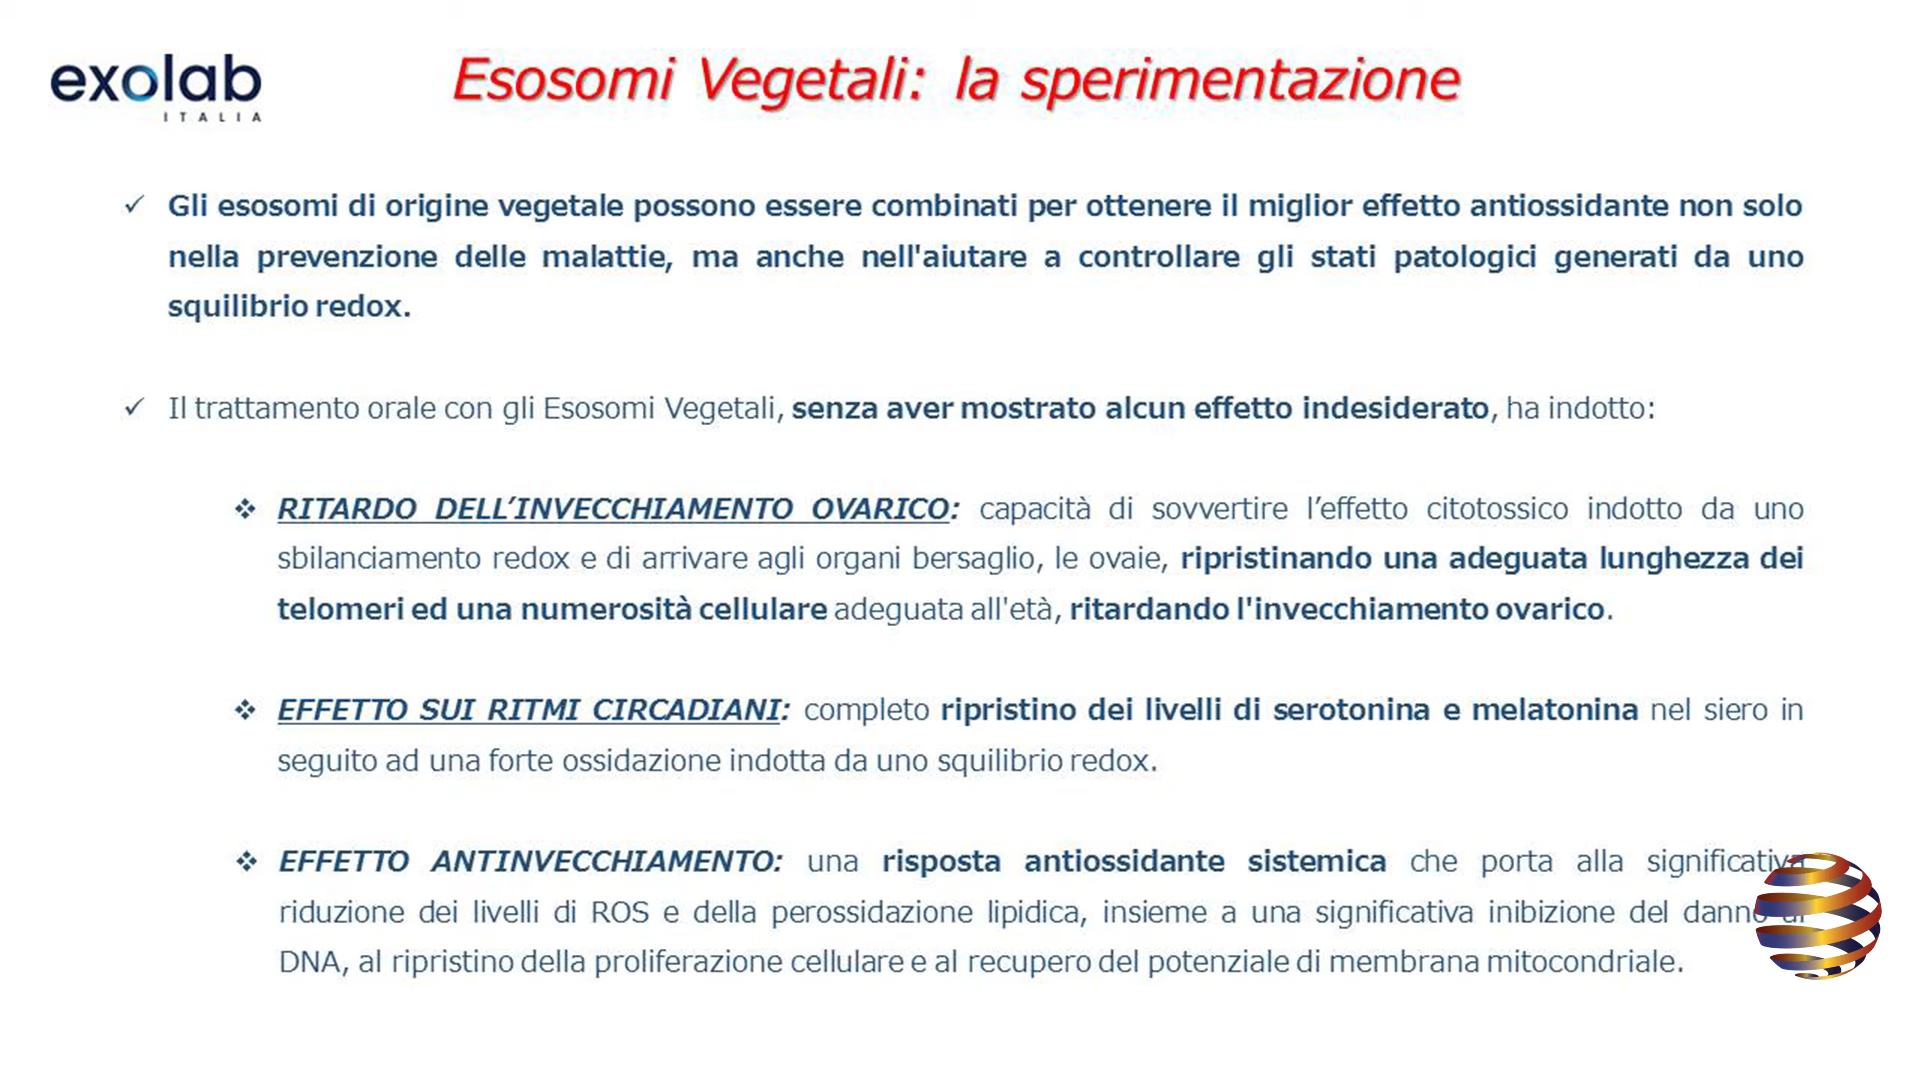 exolab
ITALIA
Esosomi Vegetali: la sperimentazione
✓ Gli esosomi di origine vegetale possono essere combinati per ottenere il miglior effetto antiossidante non solo
nella prevenzione delle malattie, ma anche nell'aiutare a controllare gli stati patologici generati da uno
squilibrio redox.
✓ Il trattamento orale con gli Esosomi Vegetali, senza aver mostrato alcun effetto indesiderato, ha indotto:
❖ RITARDO DELL’INVECCHIAMENTO OVARICO: capacità di sovvertire l’effetto citotossico indotto da uno
sbilanciamento redox e di arrivare agli organi bersaglio, le ovaie, ripristinando una adeguata lunghezza dei
telomeri ed una numerosità cellulare adeguata all'età, ritardando l'invecchiamento ovarico.
❖ EFFETTO SUI RITMI CIRCADIANI: completo ripristino dei livelli di serotonina e melatonina nel siero in
seguito ad una forte ossidazione indotta da uno squilibrio redox.
❖ EFFETTO ANTINVECCHIAMENTO: una risposta antiossidante sistemica che porta alla significativa
riduzione dei livelli di ROS e della perossidazione lipidica, insieme a una significativa inibizione del danno al
DNA, al ripristino della proliferazione cellulare e al recupero del potenziale di membrana mitocondriale.